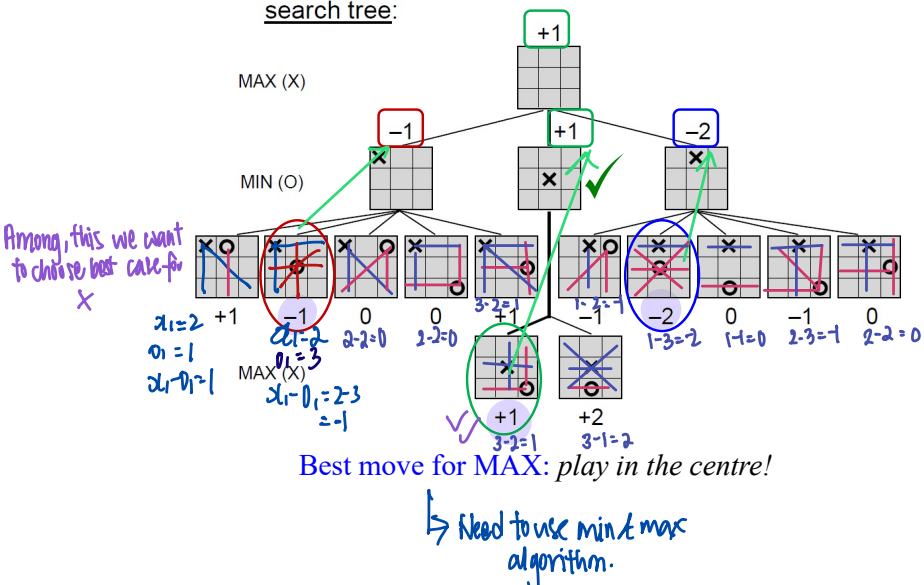 search tree:
+1
MAX (X)
–1
+1
–2
MIN (O)
Among, this we want
to choose best case for
X
+1
–1
0
0
+1
–1
–2
0
–1
0
x₁=2
o₁=1
x₁-o₁=1
x₁-2
o₁=3
x₁-o₁=2-3
=-1
2-2=0
2-2=0
3-2=1
1-2=-1
1-3=-2
1-1=0
2-3=-1
2-2=0
MAX (X)
+1
+2
3-2=1
3-1=2
Best move for MAX: play in the centre!
Need to use min & max
algorithm.